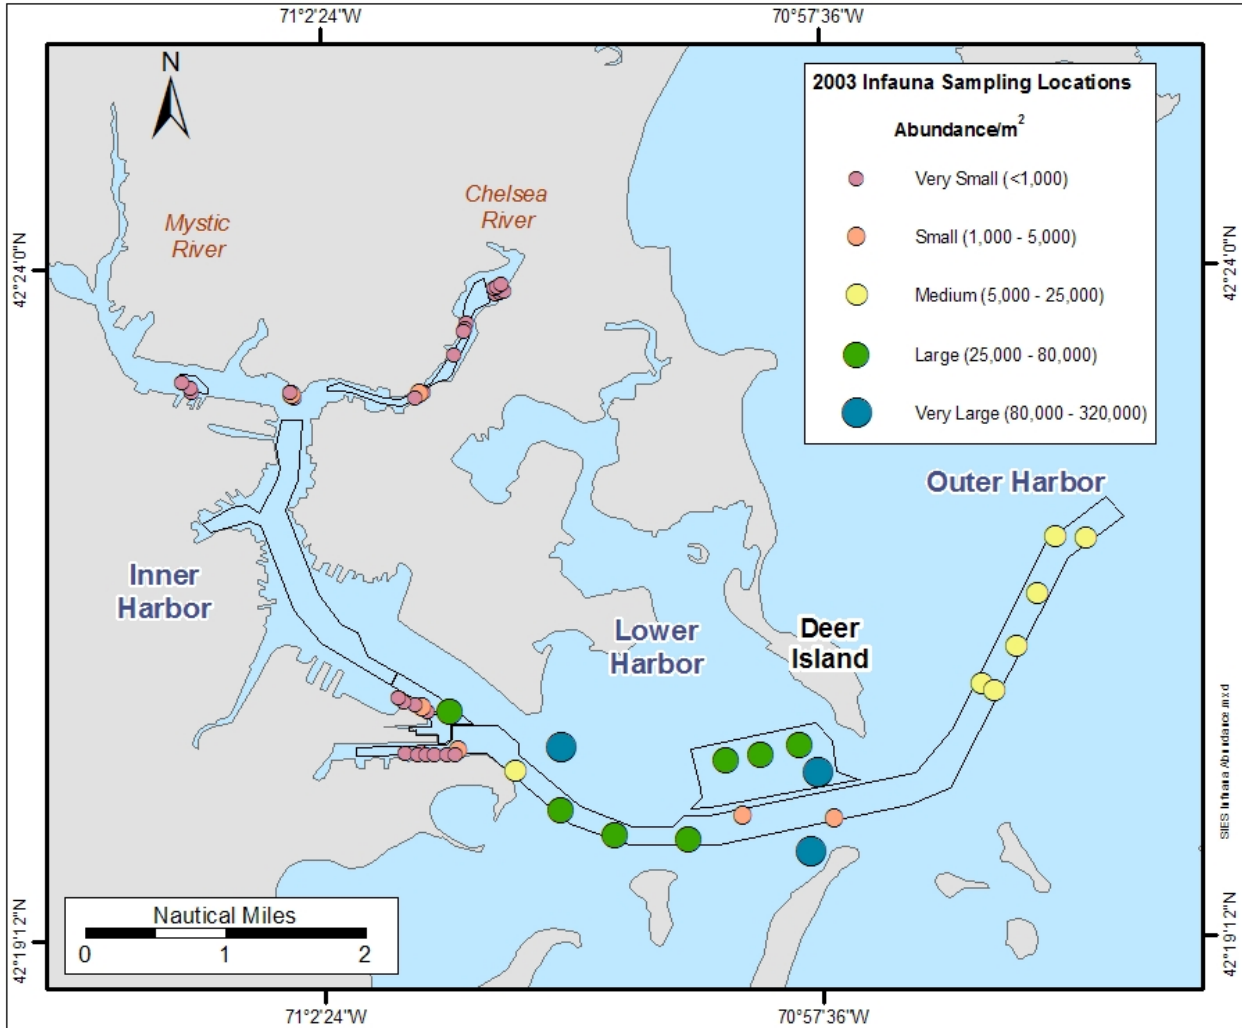 71°2'24"W
70°57'36"W
N
2003 Infauna Sampling Locations
Abundance/m²
Very Small (<1,000)
Small (1,000 - 5,000)
Medium (5,000 - 25,000)
Large (25,000 - 80,000)
Very Large (80,000 - 320,000)
Chelsea
River
Mystic
River
42°24'0"N
42°24'0"N
Outer Harbor
Inner
Harbor
Lower
Harbor
Deer
Island
SIES Infauna Abundance.mxd
Nautical Miles
0 1 2
42°19'12"N
42°19'12"N
71°2'24"W
70°57'36"W